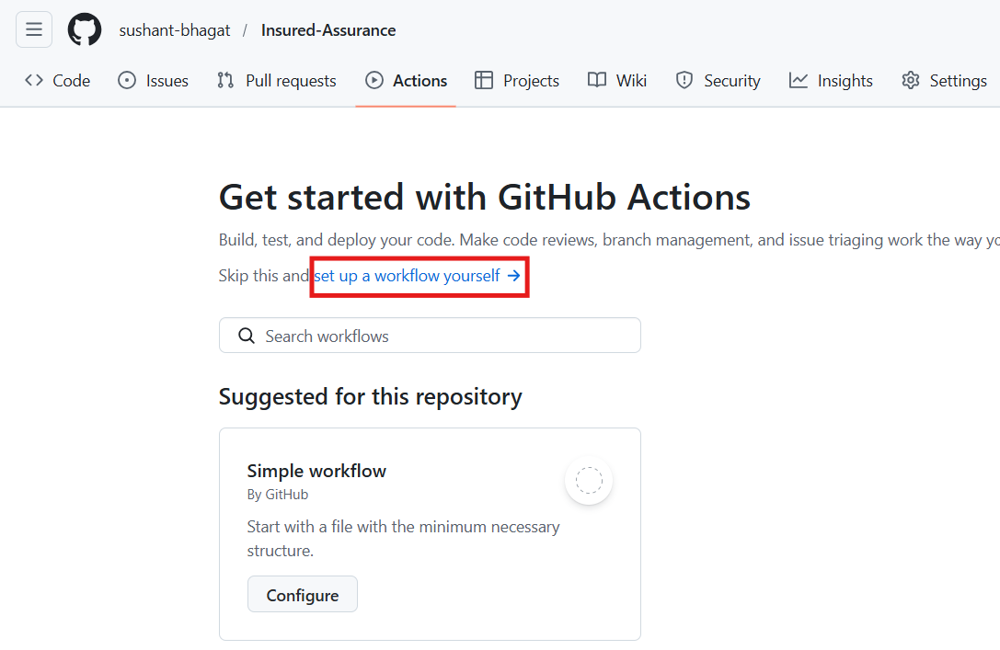 sushant-bhagat / Insured-Assurance
Code Issues Pull requests Actions Projects Wiki Security Insights Settings
Get started with GitHub Actions
Build, test, and deploy your code. Make code reviews, branch management, and issue triaging work the way
Skip this and set up a workflow yourself →
Search workflows
Suggested for this repository
Simple workflow
By GitHub
Start with a file with the minimum necessary
structure.
Configure